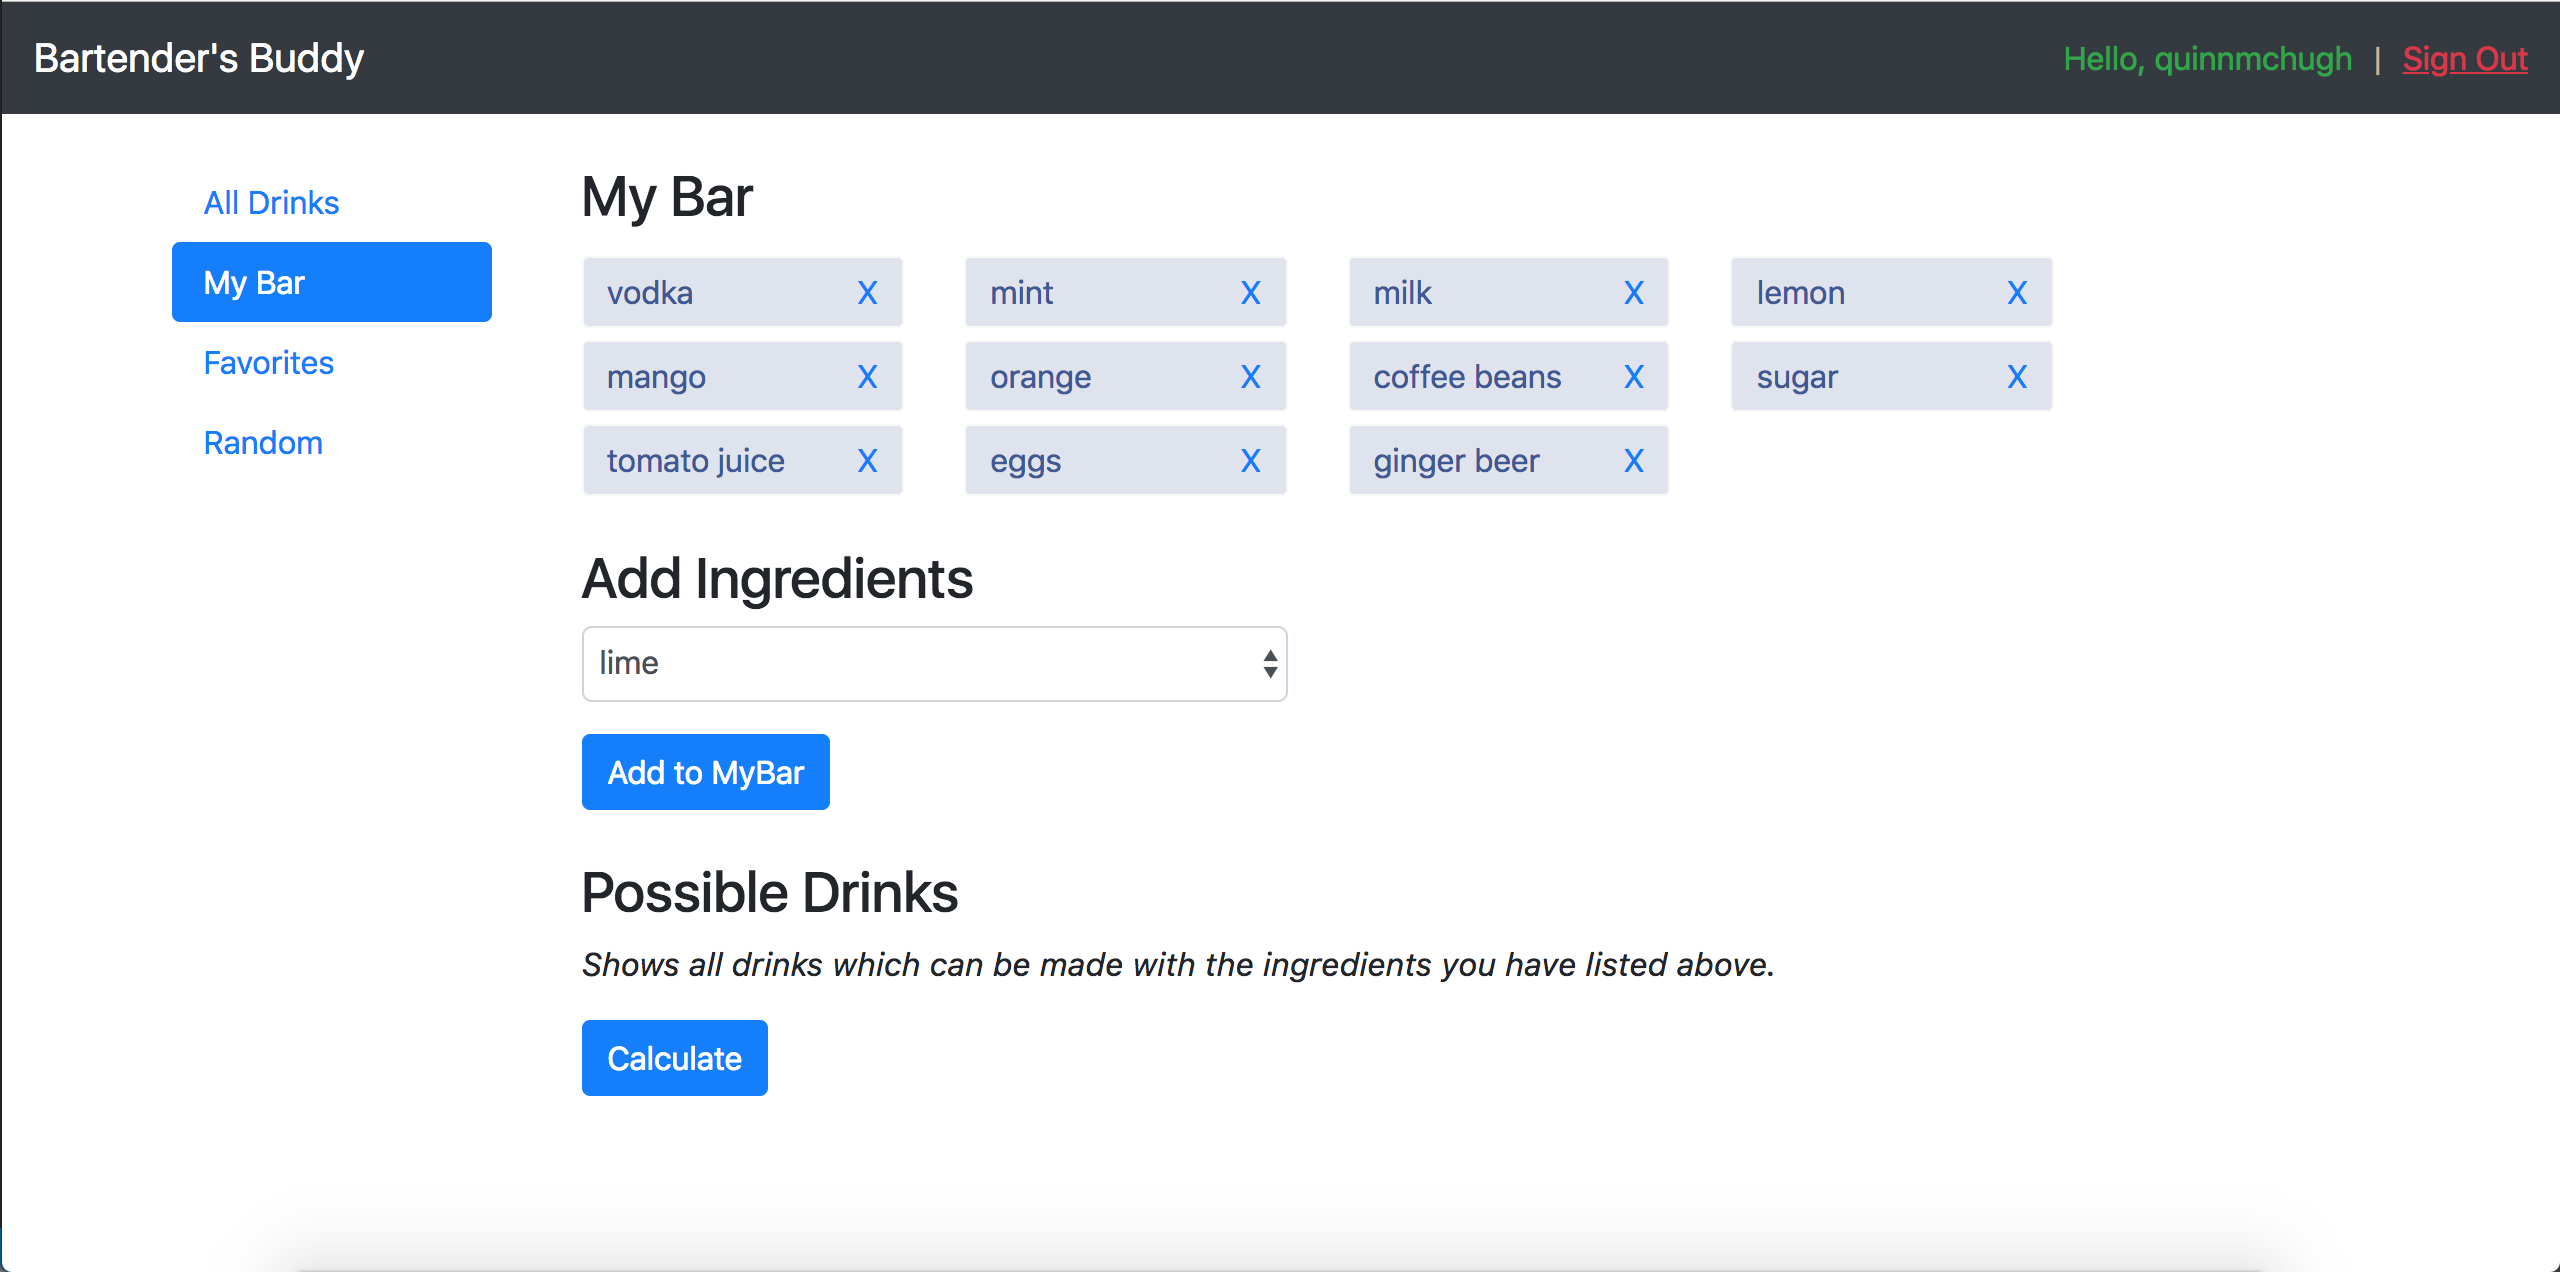 Bartender's Buddy
Hello, quinnmchugh | Sign Out
All Drinks
My Bar
Favorites
Random
My Bar
vodka X mint X milk X lemon X
mango X orange X coffee beans X sugar X
tomato juice X eggs X ginger beer X
Add Ingredients
lime
Add to MyBar
Possible Drinks
Shows all drinks which can be made with the ingredients you have listed above.
Calculate